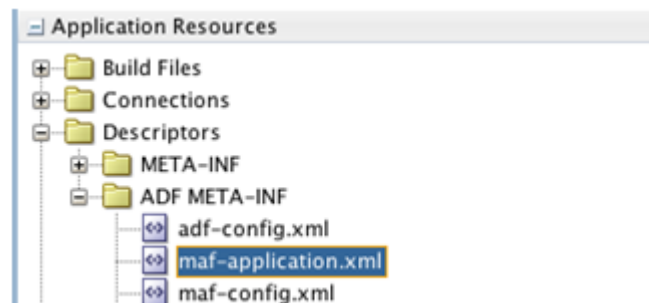 Application Resources
Build Files
Connections
Descriptors
META-INF
ADF META-INF
adf-config.xml
maf-application.xml
maf-config.xml